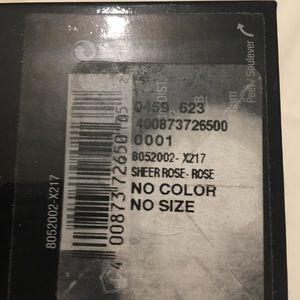 0459 623
400873726500
0001
8052002- X217
SHEER ROSE- ROSE
NO COLOR
NO SIZE
8052002-X217
Peel / Soulever